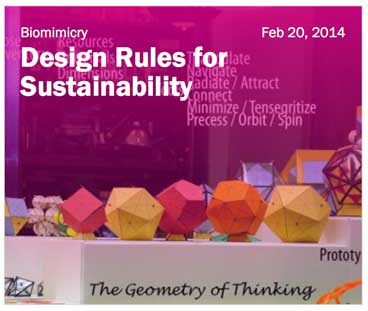 Biomimicry
Feb 20, 2014
Design Rules for
Sustainability
Resources
Dimensions
Navigate
Radiate / Attract
Connect
Minimize / Tensegritize
Precess / Orbit / Spin
Prototy
The Geometry of Thinking